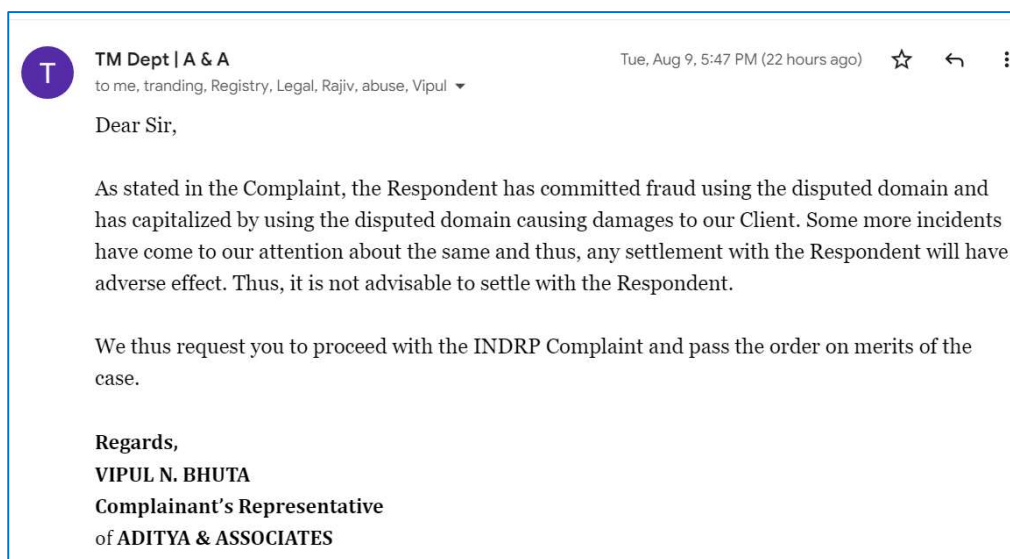 T
TM Dept | A & A
Tue, Aug 9, 5:47 PM (22 hours ago)
to me, tranding, Registry, Legal, Rajiv, abuse, Vipul
Dear Sir,
As stated in the Complaint, the Respondent has committed fraud using the disputed domain and
has capitalized by using the disputed domain causing damages to our Client. Some more incidents
have come to our attention about the same and thus, any settlement with the Respondent will have
adverse effect. Thus, it is not advisable to settle with the Respondent.
We thus request you to proceed with the INDRP Complaint and pass the order on merits of the
case.
Regards,
VIPUL N. BHUTA
Complainant's Representative
of ADITYA & ASSOCIATES